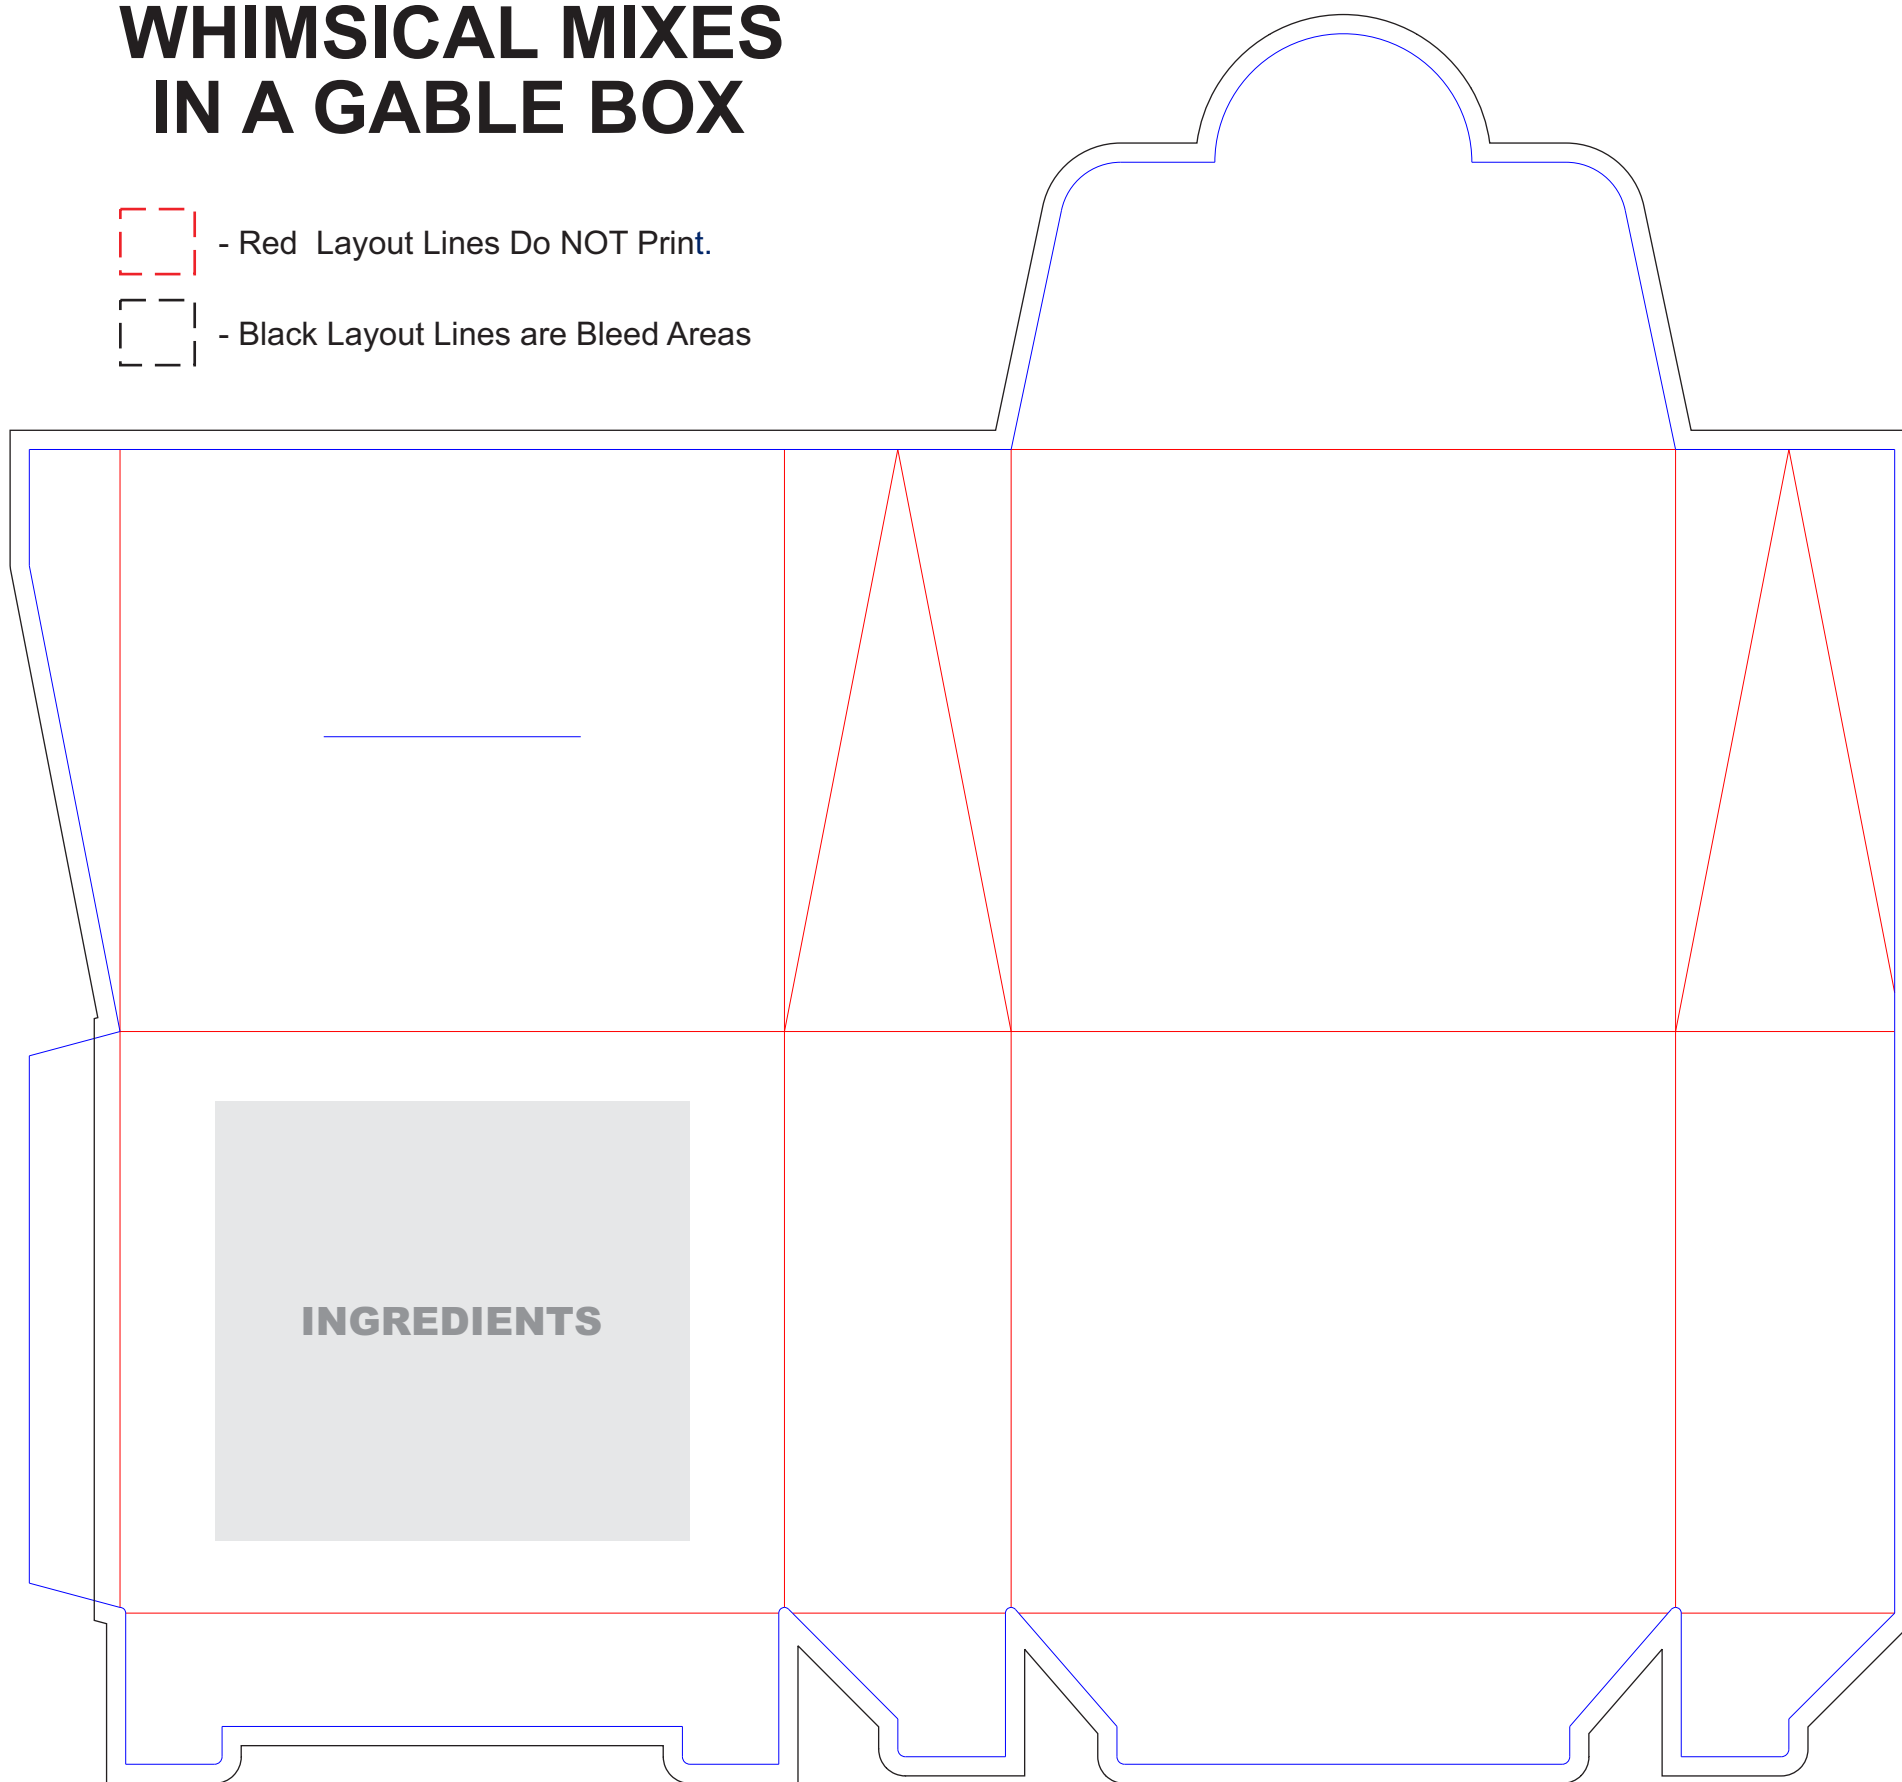 WHIMSICAL MIXES
IN A GABLE BOX
- Red  Layout Lines Do NOT Print.
- Black Layout Lines are Bleed Areas
INGREDIENTS